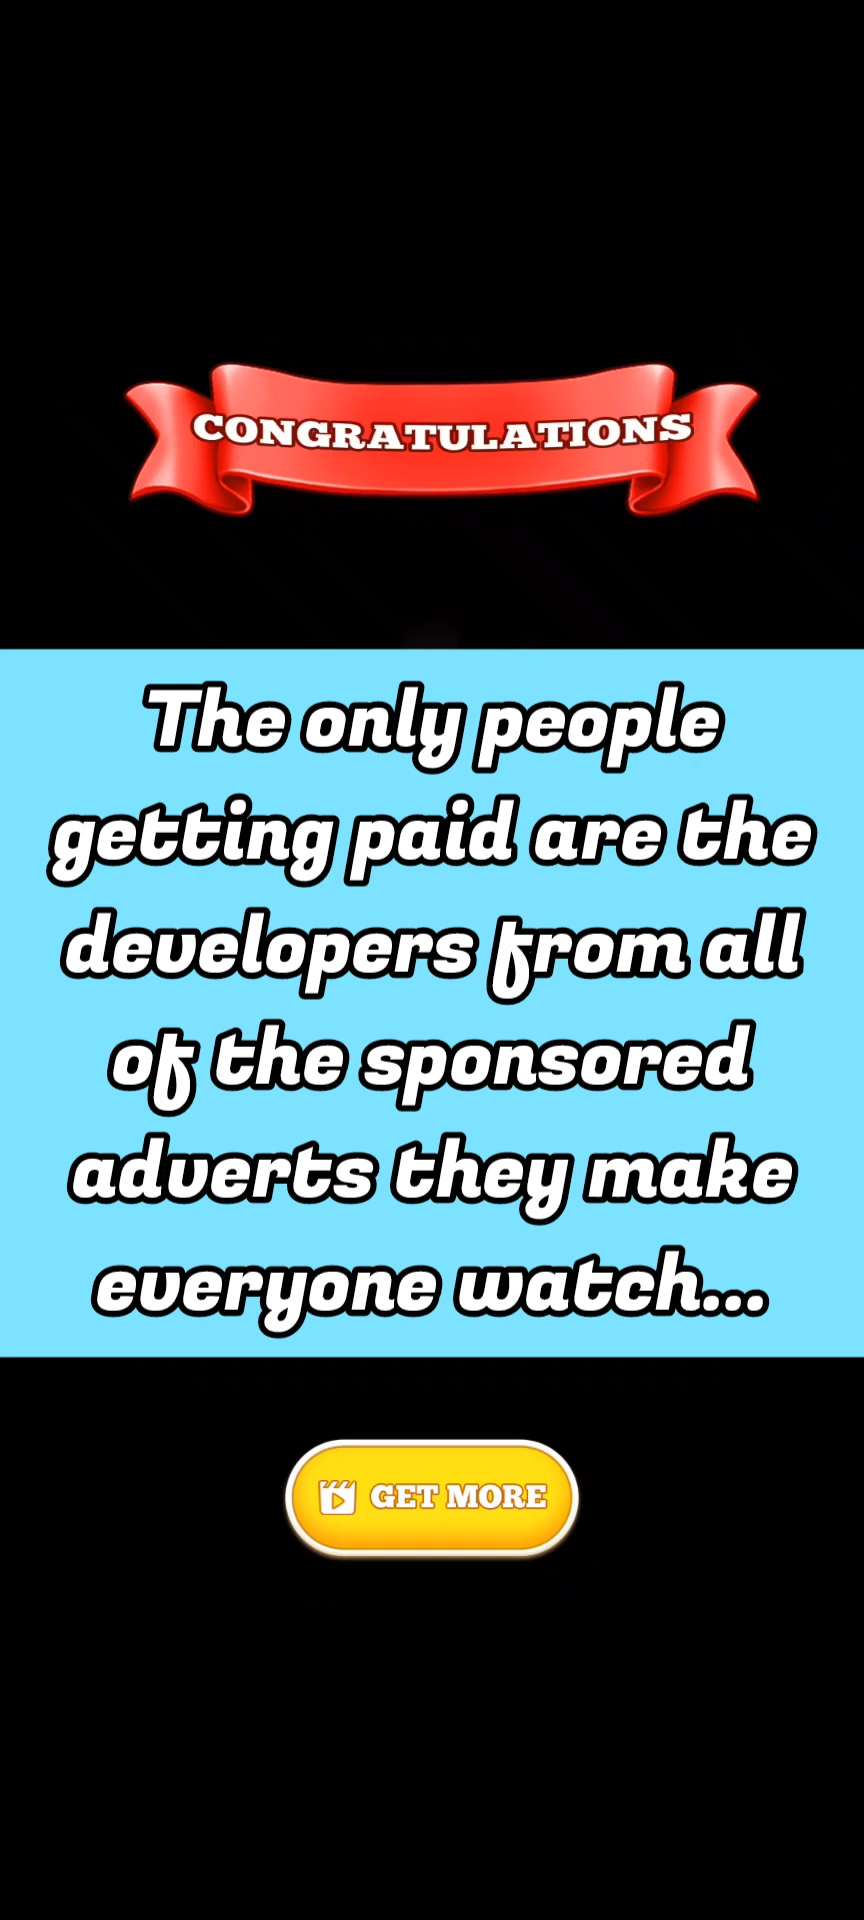 CONGRATULATIONS
The only people
getting paid are the
developers from all
of the sponsored
adverts they make
everyone watch...
GET MORE